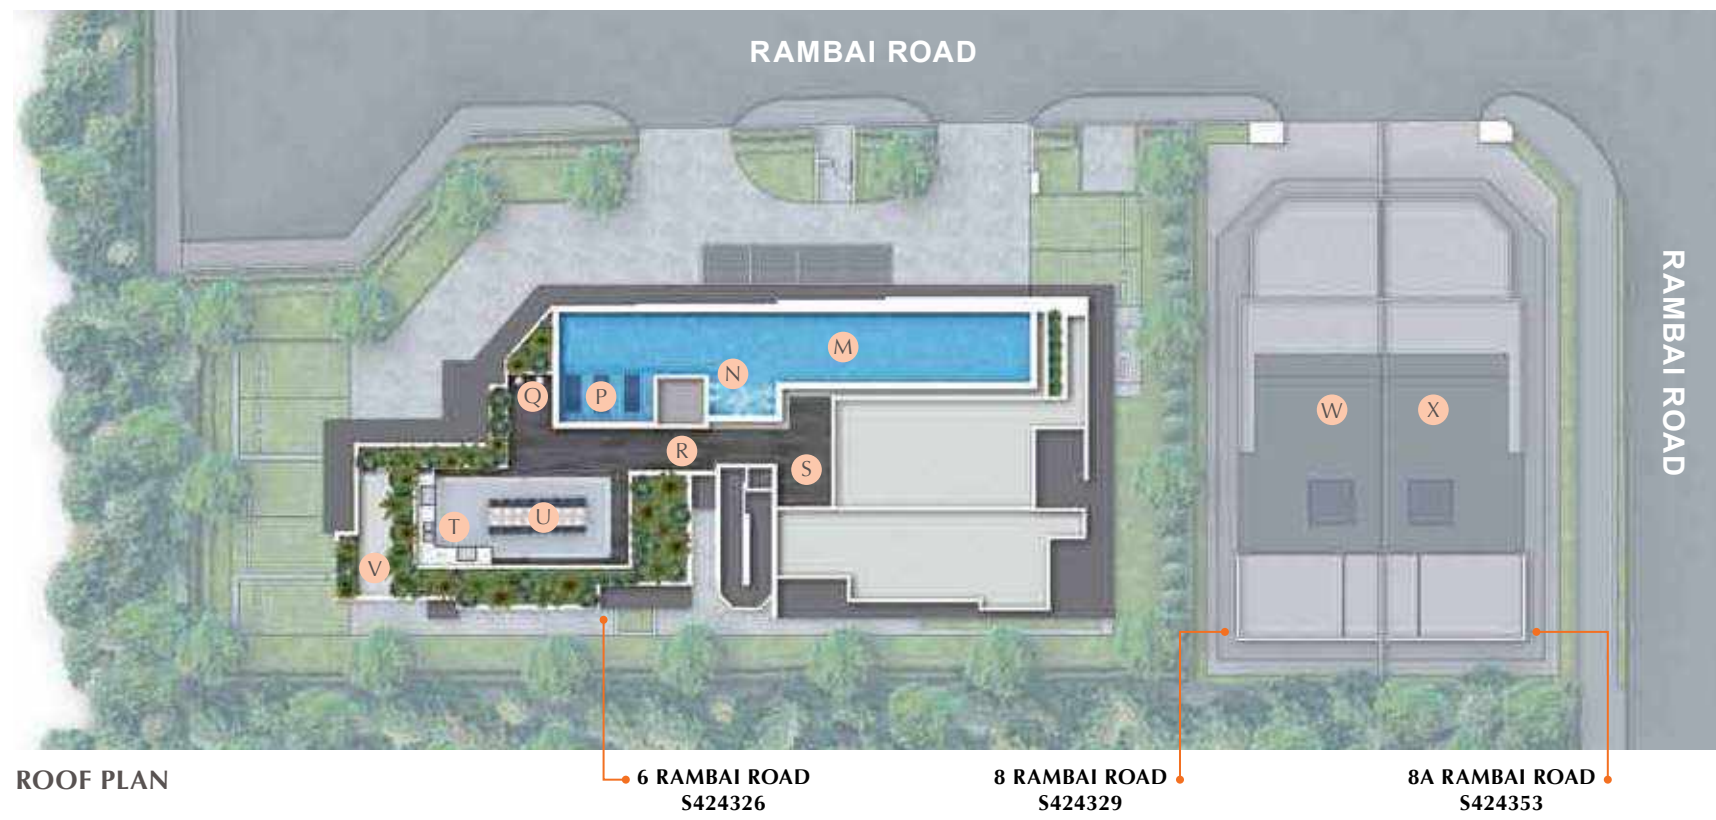 RAMBAI ROAD
RAMBAI ROAD
M
N
P
Q
R
S
T
U
V
W
X
ROOF PLAN
6 RAMBAI ROAD
S424326
8 RAMBAI ROAD
S424329
8A RAMBAI ROAD
S424353